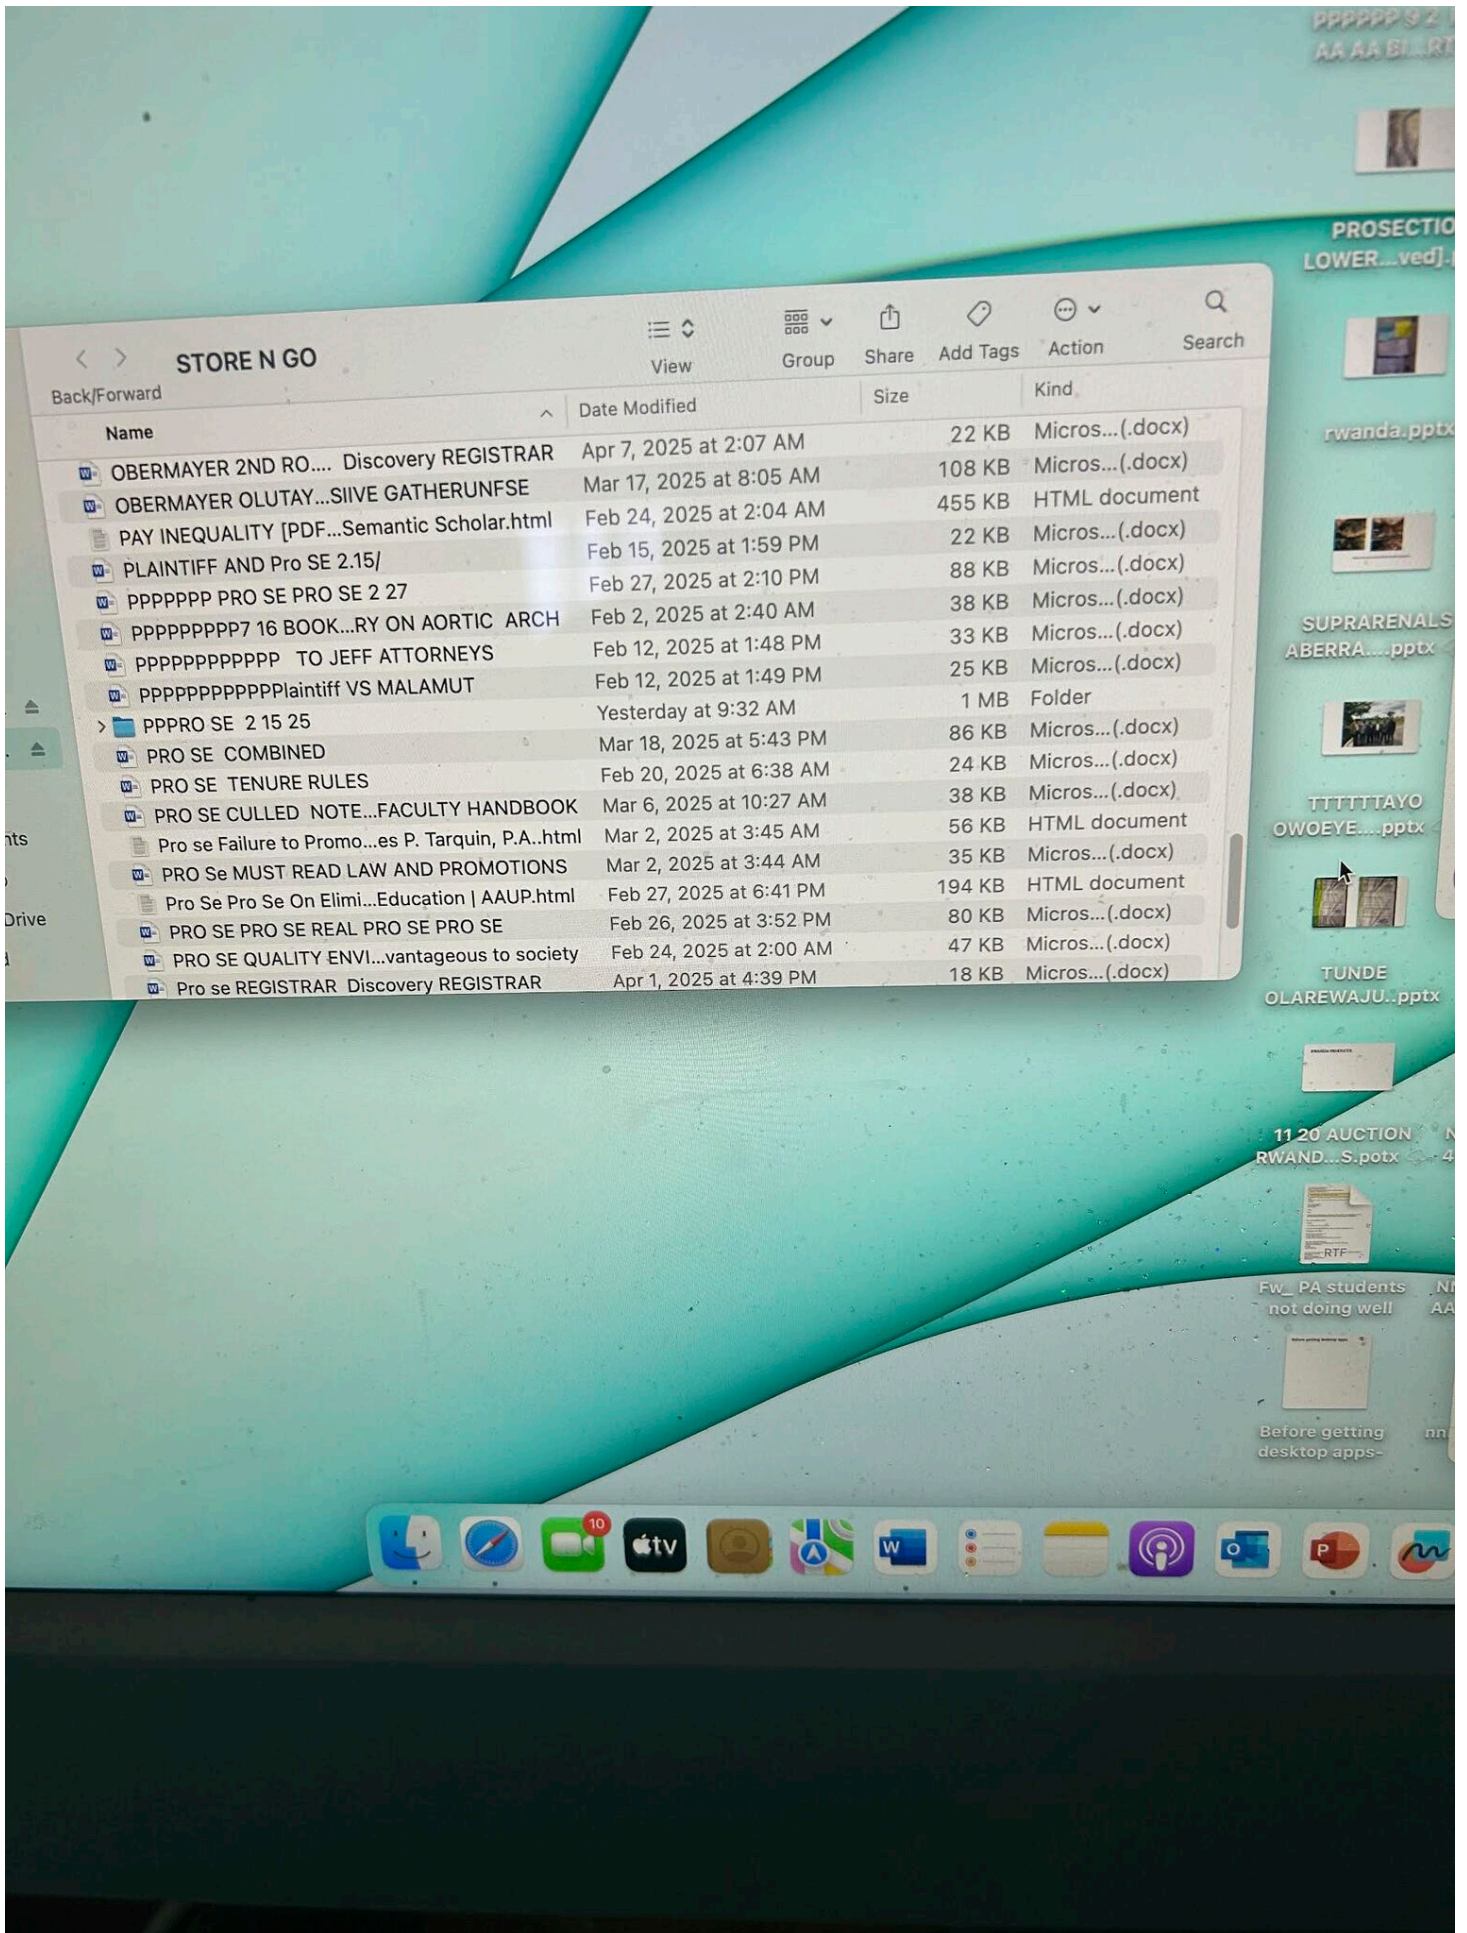 PPPPPP 9 2
AA AA BI...RT
PROSECTIO
LOWER...ved].
STORE N GO
Back/Forward
View
Group
Share
Add Tags
Action
Search
Name Date Modified Size Kind
OBERMAYER 2ND RO.... Discovery REGISTRAR Apr 7, 2025 at 2:07 AM 22 KB Micros...(.docx)
OBERMAYER OLUTAY...SIIVE GATHERUNFSE Mar 17, 2025 at 8:05 AM 108 KB Micros...(.docx)
PAY INEQUALITY [PDF...Semantic Scholar.html Feb 24, 2025 at 2:04 AM 455 KB HTML document
PLAINTIFF AND Pro SE 2.15/ Feb 15, 2025 at 1:59 PM 22 KB Micros...(.docx)
PPPPPPP PRO SE PRO SE 2 27 Feb 27, 2025 at 2:10 PM 88 KB Micros...(.docx)
PPPPPPPPP7 16 BOOK...RY ON AORTIC ARCH Feb 2, 2025 at 2:40 AM 38 KB Micros...(.docx)
PPPPPPPPPPPP TO JEFF ATTORNEYS Feb 12, 2025 at 1:48 PM 33 KB Micros...(.docx)
PPPPPPPPPPPPPlaintiff VS MALAMUT Feb 12, 2025 at 1:49 PM 25 KB Micros...(.docx)
PPPRO SE 2 15 25 Yesterday at 9:32 AM 1 MB Folder
PRO SE COMBINED Mar 18, 2025 at 5:43 PM 86 KB Micros...(.docx)
PRO SE TENURE RULES Feb 20, 2025 at 6:38 AM 24 KB Micros...(.docx)
PRO SE CULLED NOTE...FACULTY HANDBOOK Mar 6, 2025 at 10:27 AM 38 KB Micros...(.docx)
Pro se Failure to Promo...es P. Tarquin, P.A..html Mar 2, 2025 at 3:45 AM 56 KB HTML document
PRO Se MUST READ LAW AND PROMOTIONS Mar 2, 2025 at 3:44 AM 35 KB Micros...(.docx)
Pro Se Pro Se On Elimi...Education | AAUP.html Feb 27, 2025 at 6:41 PM 194 KB HTML document
PRO SE PRO SE REAL PRO SE PRO SE Feb 26, 2025 at 3:52 PM 80 KB Micros...(.docx)
PRO SE QUALITY ENVI...vantageous to society Feb 24, 2025 at 2:00 AM 47 KB Micros...(.docx)
Pro se REGISTRAR Discovery REGISTRAR Apr 1, 2025 at 4:39 PM 18 KB Micros...(.docx)
nts
Drive
rwanda.pptx
SUPRARENALS
ABERRA....pptx
TTTTTTAYO
OWOEYE....pptx
TUNDE
OLAREWAJU..pptx
11 20 AUCTION
RWAND...S.potx
RTF
Fw_ PA students
not doing well
AA
Before getting
desktop apps-
nn
10
tv
W
O
P